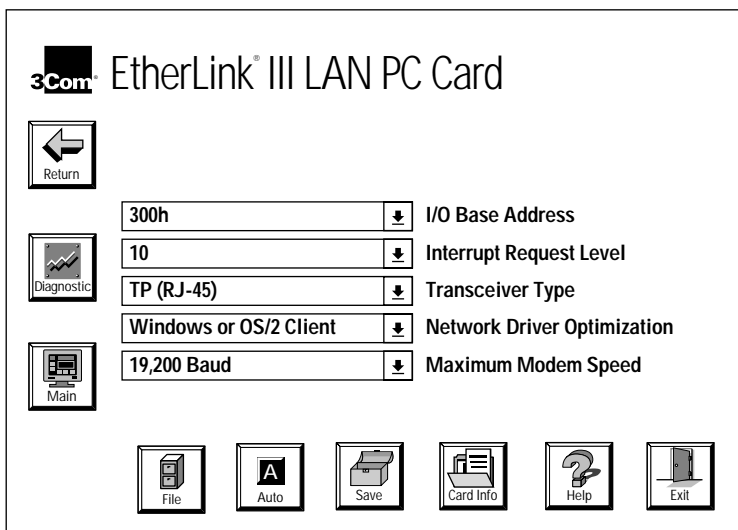 3Com® EtherLink® III LAN PC Card
Return
300h I/O Base Address
Diagnostic
10 Interrupt Request Level
TP (RJ-45) Transceiver Type
Windows or OS/2 Client Network Driver Optimization
19,200 Baud Maximum Modem Speed
Main
File
A
Auto
Save
Card Info
Help
Exit